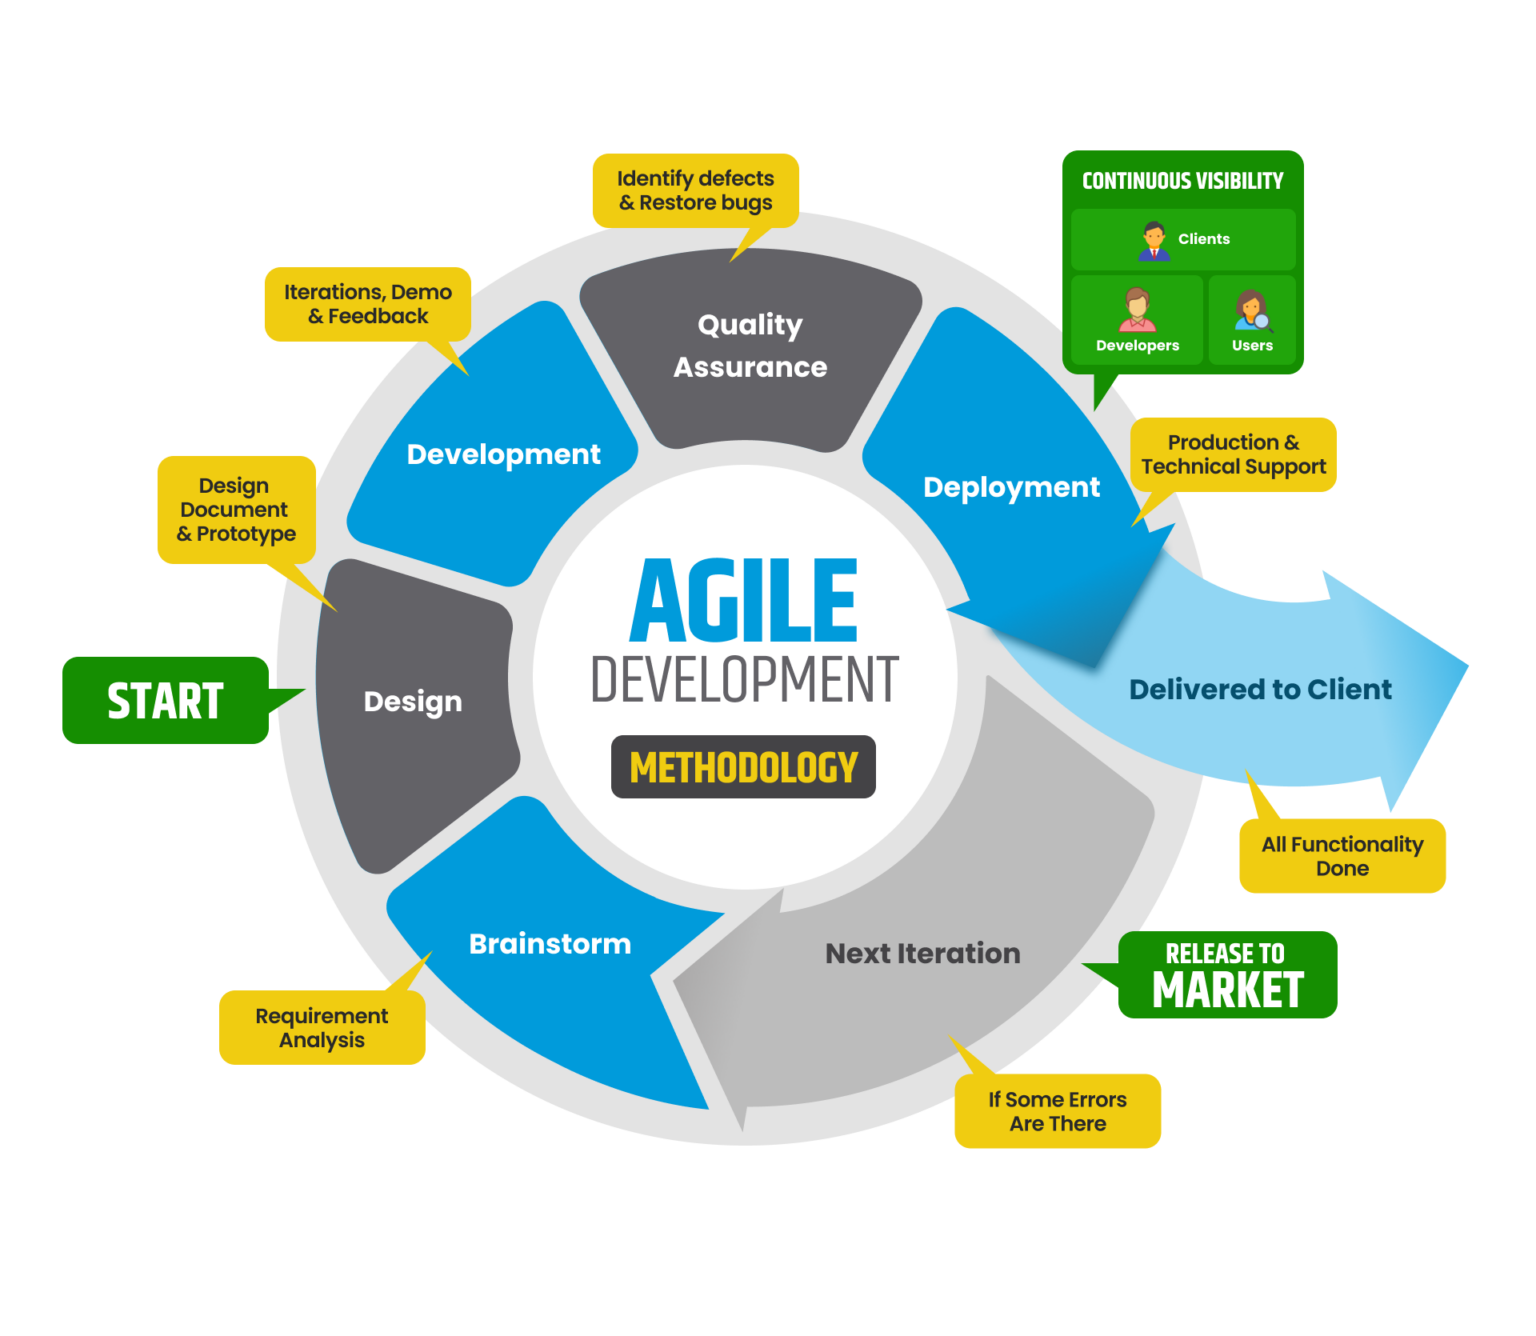 Identify defects
& Restore bugs
CONTINUOUS VISIBILITY
Clients
Developers
Users
Iterations, Demo
& Feedback
Quality
Assurance
Development
Deployment
Production &
Technical Support
Design
Document
& Prototype
AGILE
DEVELOPMENT
METHODOLOGY
START
Design
Delivered to Client
All Functionality
Done
Brainstorm
Next Iteration
RELEASE TO
MARKET
Requirement
Analysis
If Some Errors
Are There